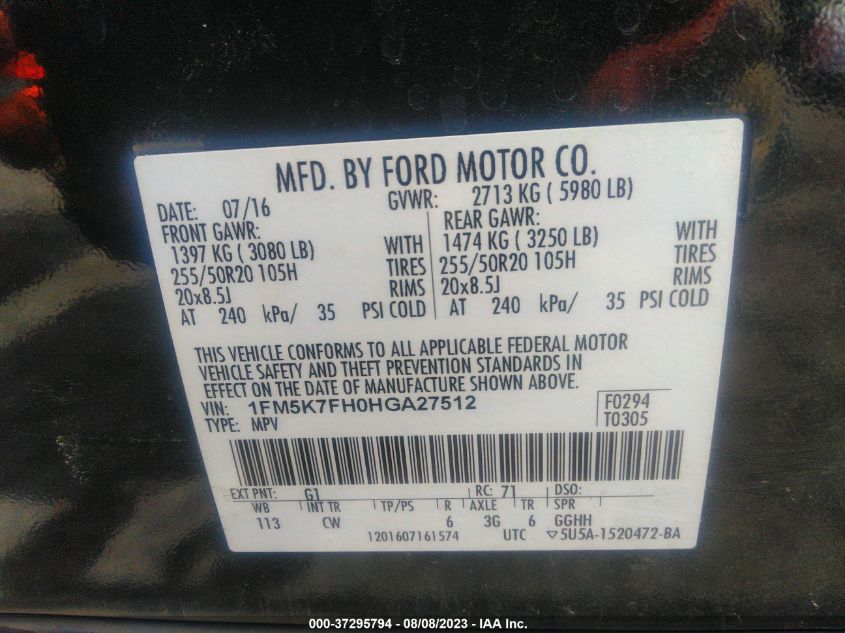 MFD. BY FORD MOTOR CO.
DATE: 07/16 GVWR: 2713 KG ( 5980 LB)
FRONT GAWR: REAR GAWR:
1397 KG ( 3080 LB) WITH 1474 KG ( 3250 LB) WITH
255/50R20 105H TIRES 255/50R20 105H TIRES
20x8.5J RIMS 20x8.5J RIMS
AT 240 kPa/ 35 PSI COLD AT 240 kPa/ 35 PSI COLD
THIS VEHICLE CONFORMS TO ALL APPLICABLE FEDERAL MOTOR
VEHICLE SAFETY AND THEFT PREVENTION STANDARDS IN
EFFECT ON THE DATE OF MANUFACTURE SHOWN ABOVE.
VIN: 1FM5K7FH0HGA27512 F0294
TYPE: MPV T0305
EXT PNT: G1 RC: 71 DSO:
WB INT TR TP/PS R AXLE TR SPR
113 CW 6 3G 6 GGHH
1201607161574 UTC ▽5U5A-1520472-BA
000-37295794 - 08/08/2023 - IAA Inc.